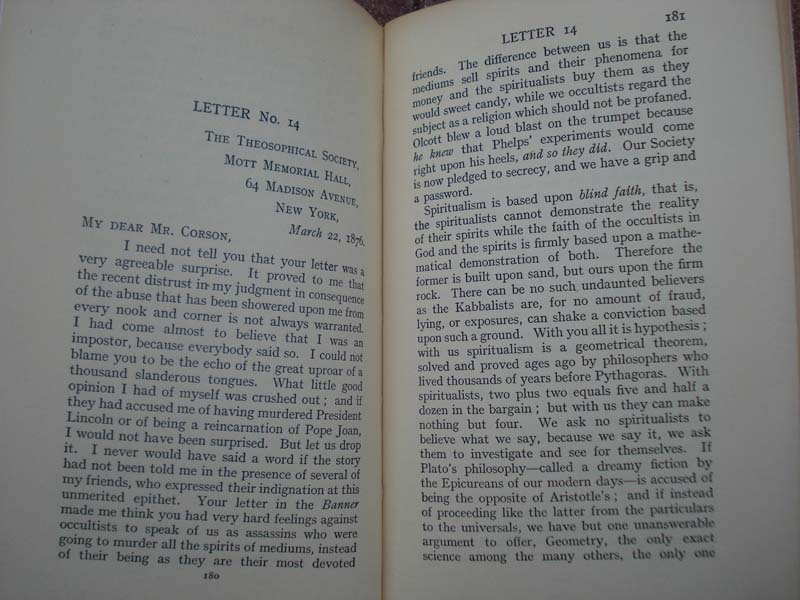 LETTER No. 14
THE THEOSOPHICAL SOCIETY,
MOTT MEMORIAL HALL,
64 MADISON AVENUE,
NEW YORK,
March 22, 1876.
MY DEAR MR. CORSON,
I need not tell you that your letter was a
very agreeable surprise. It proved to me that
the recent distrust in my judgment in consequence
of the abuse that has been showered upon me from
every nook and corner is not always warranted.
I had come almost to believe that I was an
impostor, because everybody said so. I could not
blame you to be the echo of the great uproar of a
thousand slanderous tongues. What little good
opinion I had of myself was crushed out; and if
they had accused me of having murdered President
Lincoln or of being a reincarnation of Pope Joan,
I would not have been surprised. But let us drop
it. I never would have said a word if the story
had not been told me in the presence of several of
my friends, who expressed their indignation at this
unmerited epithet. Your letter in the Banner
made me think you had very hard feelings against
occultists to speak of us as assassins who were
going to murder all the spirits of mediums, instead
of their being as they are their most devoted
180
LETTER 14
181
friends. The difference between us is that the
mediums sell spirits and their phenomena for
money and the spiritualists buy them as they
would sweet candy, while we occultists regard the
subject as a religion which should not be profaned.
Olcott blew a loud blast on the trumpet because
he knew that Phelps' experiments would come
right upon his heels, and so they did. Our Society
is now pledged to secrecy, and we have a grip and
a password.
Spiritualism is based upon blind faith, that is,
the spiritualists cannot demonstrate the reality
of their spirits while the faith of the occultists in
God and the spirits is firmly based upon a mathe-
matical demonstration of both. Therefore the
former is built upon sand, but ours upon the firm
rock. There can be no such undaunted believers
as the Kabbalists are, for no amount of fraud,
lying, or exposures, can shake a conviction based
upon such a ground. With you all it is hypothesis;
with us spiritualism is a geometrical theorem,
solved and proved ages ago by philosophers who
lived thousands of years before Pythagoras. With
spiritualists, two plus two equals five and half a
dozen in the bargain; but with us they can make
nothing but four. We ask no spiritualists to
believe what we say, because we say it, we ask
them to investigate and see for themselves. If
Plato's philosophy—called a dreamy fiction by
the Epicureans of our modern days—is accused of
being the opposite of Aristotle's; and if instead
of proceeding like the latter from the particulars
to the universals, we have but one unanswerable
argument to offer, Geometry, the only exact
science among the many others, the only one